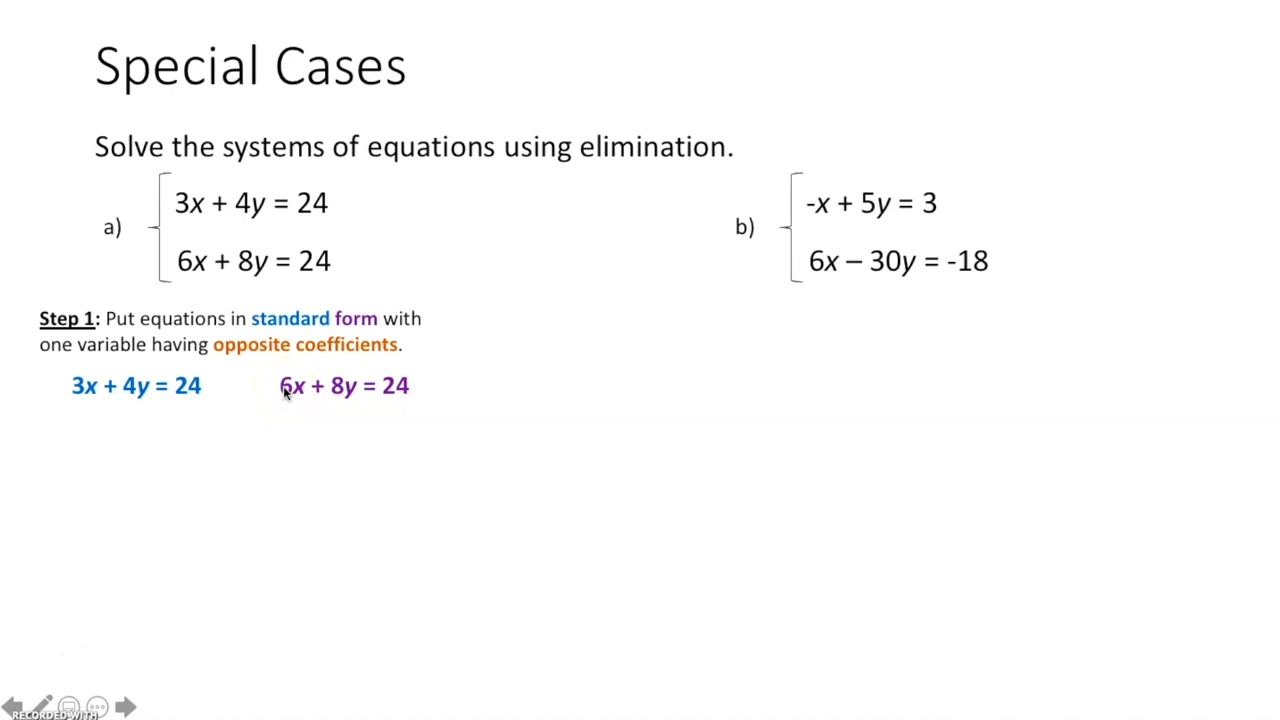 Special Cases
Solve the systems of equations using elimination.
a)
3x + 4y = 24
6x + 8y = 24
b)
-x + 5y = 3
6x – 30y = -18
Step 1: Put equations in standard form with
one variable having opposite coefficients.
3x + 4y = 24 6x + 8y = 24
RECORDED WITH